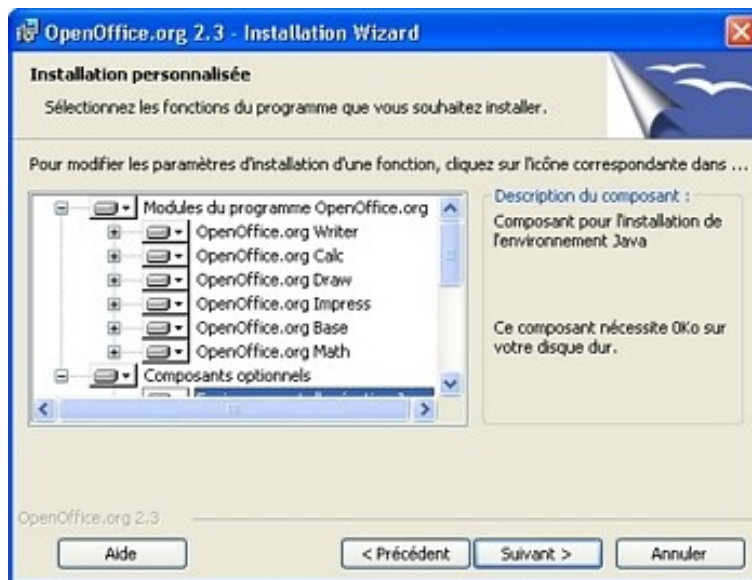 OpenOffice.org 2.3 - Installation Wizard
Installation personnalisée
Sélectionnez les fonctions du programme que vous souhaitez installer.
Pour modifier les paramètres d'installation d'une fonction, cliquez sur l'icône correspondante dans ...
Modules du programme OpenOffice.org
OpenOffice.org Writer
OpenOffice.org Calc
OpenOffice.org Draw
OpenOffice.org Impress
OpenOffice.org Base
OpenOffice.org Math
Composants optionnels
Description du composant :
Composant pour l'installation de
l'environnement Java
Ce composant nécessite 0Ko sur
votre disque dur.
OpenOffice.org 2.3
Aide
< Précédent
Suivant >
Annuler